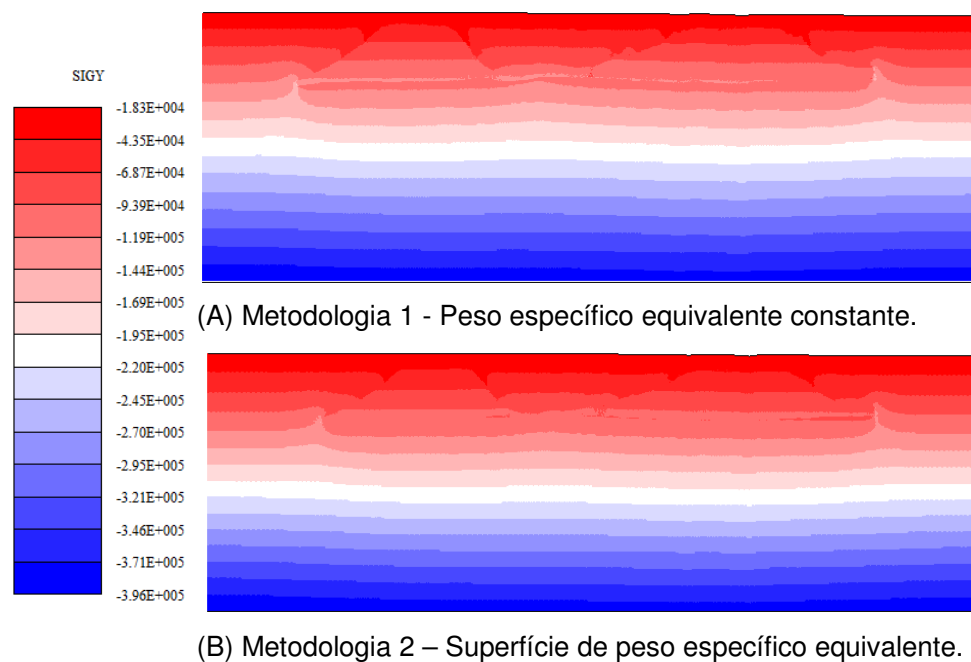 SIGY
-1.83E+004
-4.35E+004
-6.87E+004
-9.39E+004
-1.19E+005
-1.44E+005
-1.69E+005
-1.95E+005
-2.20E+005
-2.45E+005
-2.70E+005
-2.95E+005
-3.21E+005
-3.46E+005
-3.71E+005
-3.96E+005
(A) Metodologia 1 - Peso específico equivalente constante.
(B) Metodologia 2 – Superfície de peso específico equivalente.